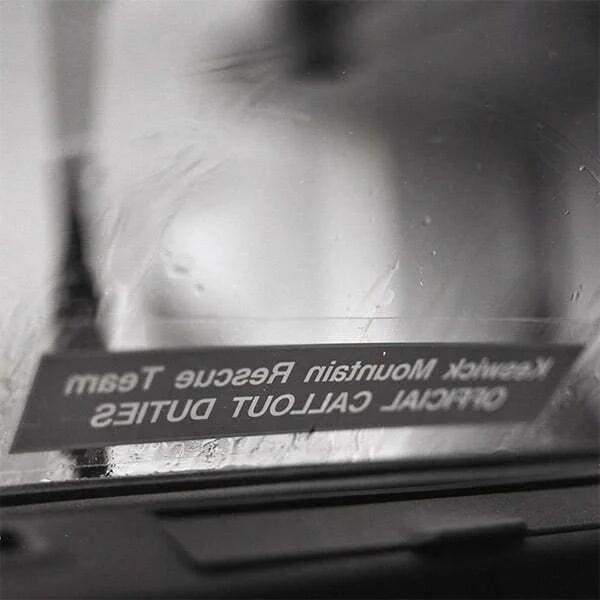 Keswick Mountain Rescue Team
OFFICIAL CALLOUT DUTIES